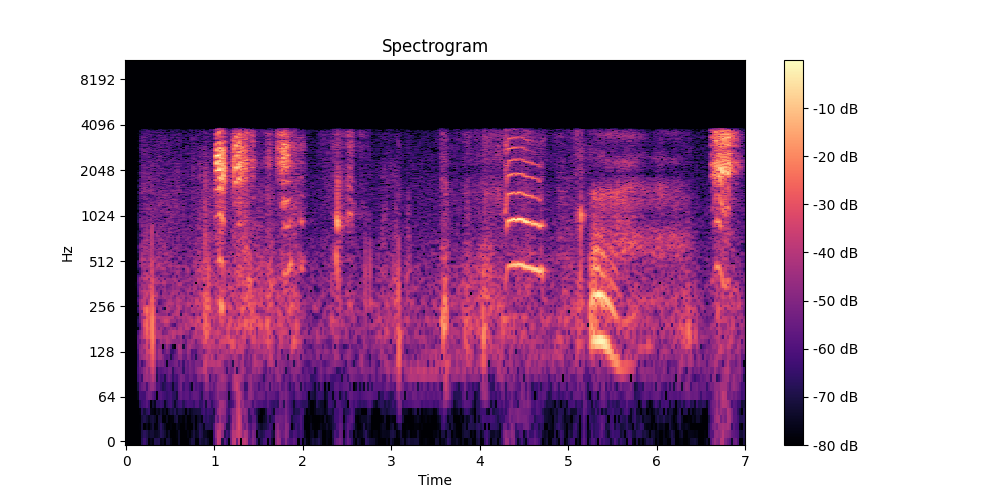 Spectrogram
8192
4096
2048
1024
512
256
128
64
0
Hz
0 1 2 3 4 5 6 7
Time
-10 dB
-20 dB
-30 dB
-40 dB
-50 dB
-60 dB
-70 dB
-80 dB